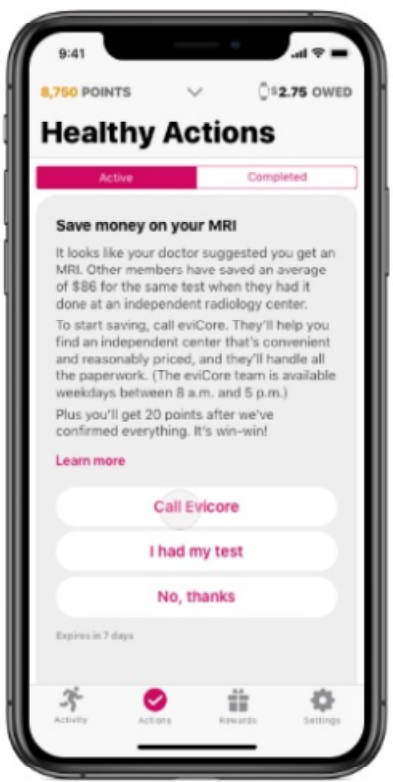 9:41
8,750 POINTS
$2.75 OWED
Healthy Actions
Active
Completed
Save money on your MRI
It looks like your doctor suggested you get an
MRI. Other members have saved an average
of $86 for the same test when they had it
done at an independent radiology center.
To start saving, call eviCore. They'll help you
find an independent center that's convenient
and reasonably priced, and they'll handle all
the paperwork. (The eviCore team is available
weekdays between 8 a.m. and 5 p.m.)
Plus you'll get 20 points after we've
confirmed everything. It's win-win!
Learn more
Call Evicore
I had my test
No, thanks
Expires in 7 days
Activity
Actions
Rewards
Settings